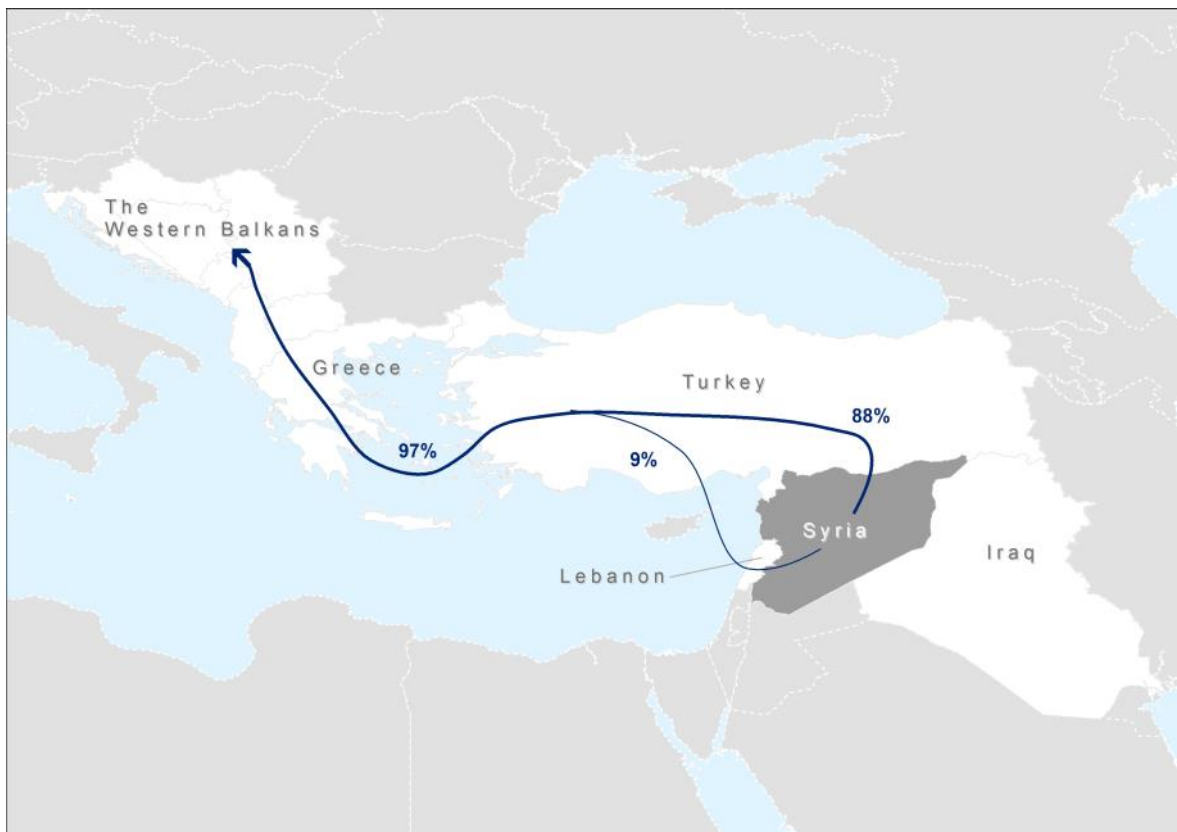 The
Western Balkans
Greece
Turkey
88%
97%
9%
Syria
Iraq
Lebanon